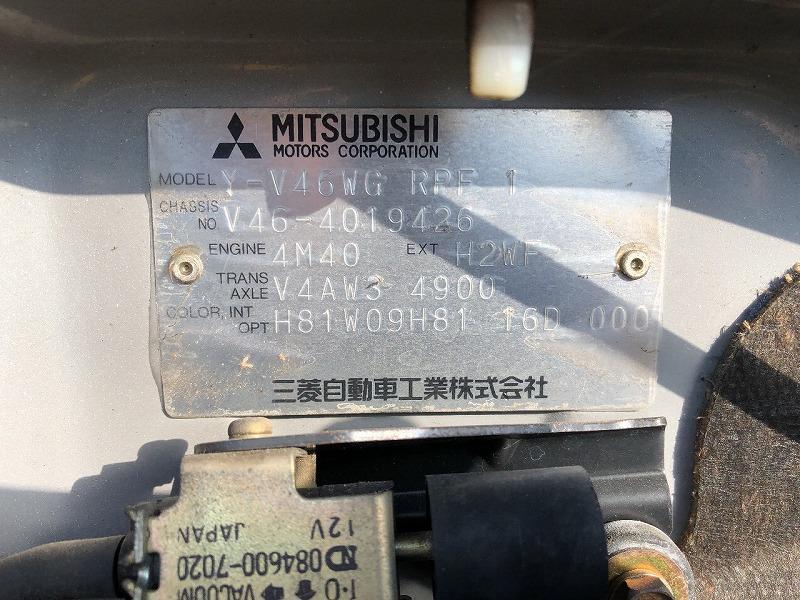 MITSUBISHI
MOTORS CORPORATION
MODEL Y-V46WG RPF 1
CHASSIS NO V46-4019426
ENGINE 4M40 EXT H2WF
TRANS AXLE V4AW3 4900
COLOR, INT OPT H81W09H81 16D 000
三菱自動車工業株式会社
T·O VACUUM
ND 084600-7020
JAPAN 12V